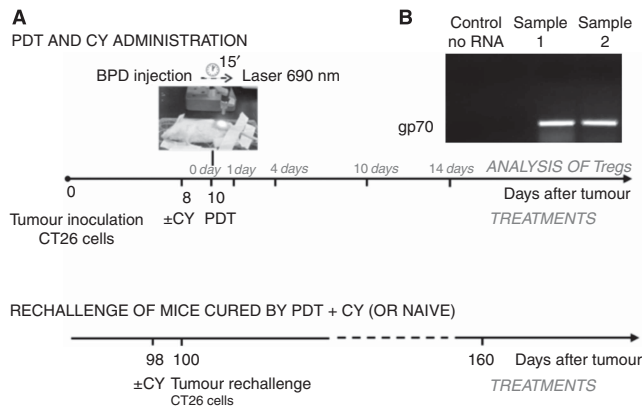 A
PDT AND CY ADMINISTRATION
15′
BPD injection Laser 690 nm
0 day 1 day 4 days 10 days 14 days ANALYSIS OF Tregs
0 8 10 Days after tumour
Tumour inoculation ±CY PDT TREATMENTS
CT26 cells
B
Control Sample Sample
no RNA 1 2
gp70
RECHALLENGE OF MICE CURED BY PDT + CY (OR NAIVE)
98 100 160 Days after tumour
±CY Tumour rechallenge TREATMENTS
CT26 cells